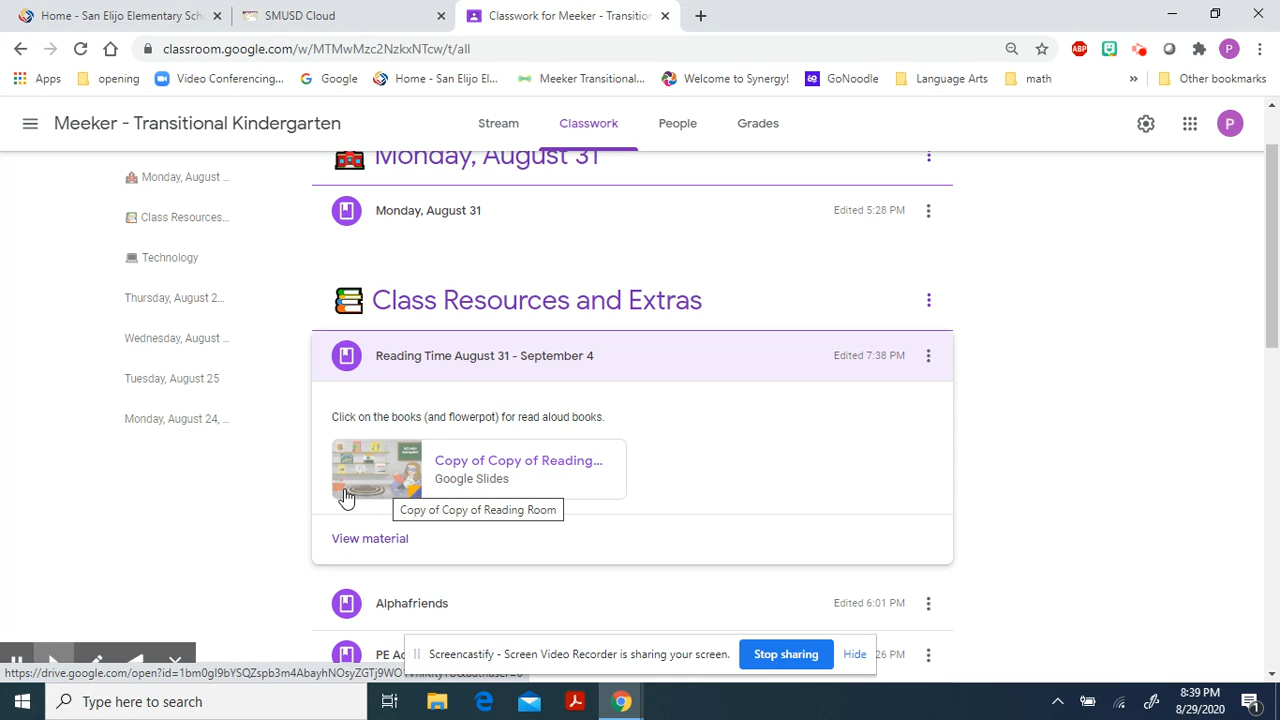 Home - San Elijo Elementary Sch
SMUSD Cloud
Classwork for Meeker - Transition
classroom.google.com/w/MTMwMzc2NzkxNTcw/t/all
ABP
P
Apps
opening
Video Conferencing...
Google
Home - San Elijo El...
Meeker Transitional...
Welcome to Synergy!
GoNoodle
Language Arts
math
»
Other bookmarks
Meeker - Transitional Kindergarten
Stream
Classwork
People
Grades
P
Monday, August ...
Class Resources...
Technology
Thursday, August 2...
Wednesday, August ...
Tuesday, August 25
Monday, August 24, ...
Monday, August 31
Monday, August 31
Edited 5:28 PM
Class Resources and Extras
Reading Time August 31 - September 4
Edited 7:38 PM
Click on the books (and flowerpot) for read aloud books.
Copy of Copy of Reading...
Google Slides
Copy of Copy of Reading Room
View material
Alphafriends
Edited 6:01 PM
PE Ac
26 PM
Screencastify - Screen Video Recorder is sharing your screen.
Stop sharing
Hide
Type here to search
8:39 PM
8/29/2020